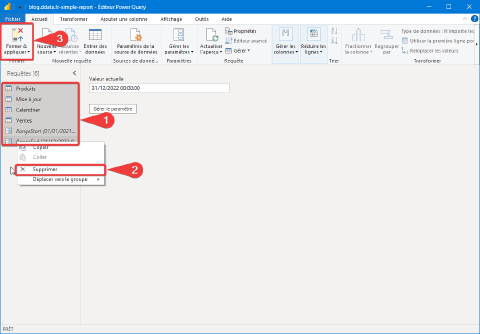 blog.ddata.fr-simple-report - Éditeur Power Query
Fichier Accueil Transformer Ajouter une colonne Affichage Outils Aide
Fermer & appliquer
Nouvelle source
Sources récentes
Entrer des données
Paramètres de la source de données
Gérer les paramètres
Actualiser l'aperçu
Propriétés
Éditeur avancé
Gérer
Gérer les colonnes
Réduire les lignes
Fractionner la colonne
Regrouper par
Type de données : N'importe les
Utiliser la première ligne pour
Remplacer les valeurs
Nouvelle requête
Sources de donné...
Paramètres
Requête
Trier
Transformer
3
Requêtes [6]
Produits
Mise à jour
Calendrier
Ventes
RangeStart (01/01/2021...
1
Copier
Coller
Supprimer
2
Déplacer vers le groupe
Valeur actuelle
31/12/2022 00:00:00
Gérer le paramètre
PRÊT